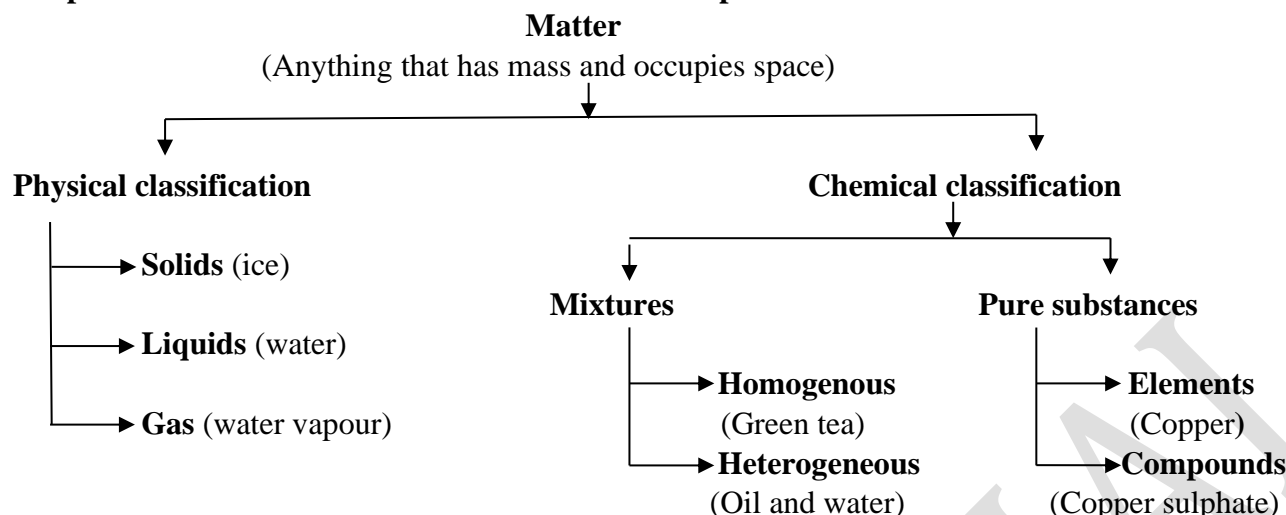 Matter
(Anything that has mass and occupies space)
Physical classification
Solids (ice)
Liquids (water)
Gas (water vapour)
Chemical classification
Mixtures
Homogenous
(Green tea)
Heterogeneous
(Oil and water)
Pure substances
Elements
(Copper)
Compounds
(Copper sulphate)